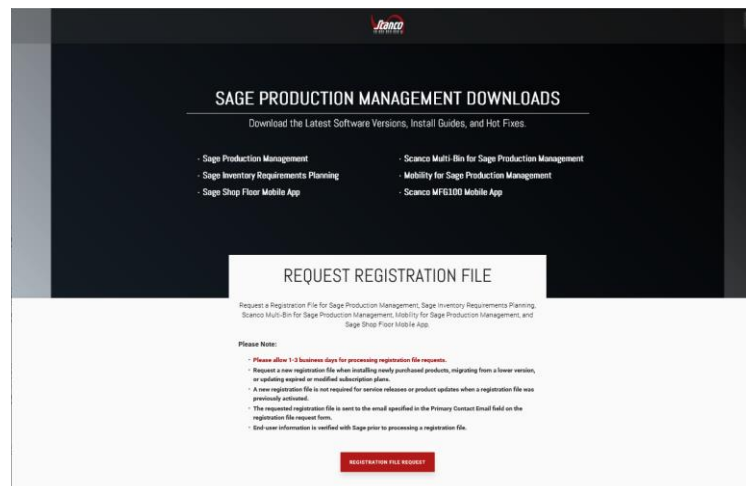 Scanco
SAGE PRODUCTION MANAGEMENT DOWNLOADS
Download the Latest Software Versions, Install Guides, and Hot Fixes.
- Sage Production Management
- Sage Inventory Requirements Planning
- Sage Shop Floor Mobile App
- Scanco Multi-Bin for Sage Production Management
- Mobility for Sage Production Management
- Scanco MFG100 Mobile App
REQUEST REGISTRATION FILE
Request a Registration File for Sage Production Management, Sage Inventory Requirements Planning,
Scanco Multi-Bin for Sage Production Management, Mobility for Sage Production Management, and
Sage Shop Floor Mobile App.
Please Note:
- Please allow 1-3 business days for processing registration file requests.
- Request a new registration file when installing newly purchased products, migrating from a lower version,
or updating expired or modified subscription plans.
- A new registration file is not required for service releases or product updates when a registration file was
previously activated.
- The requested registration file is sent to the email specified in the Primary Contact Email field on the
registration file request form.
- End-user information is verified with Sage prior to processing a registration file.
REGISTRATION FILE REQUEST